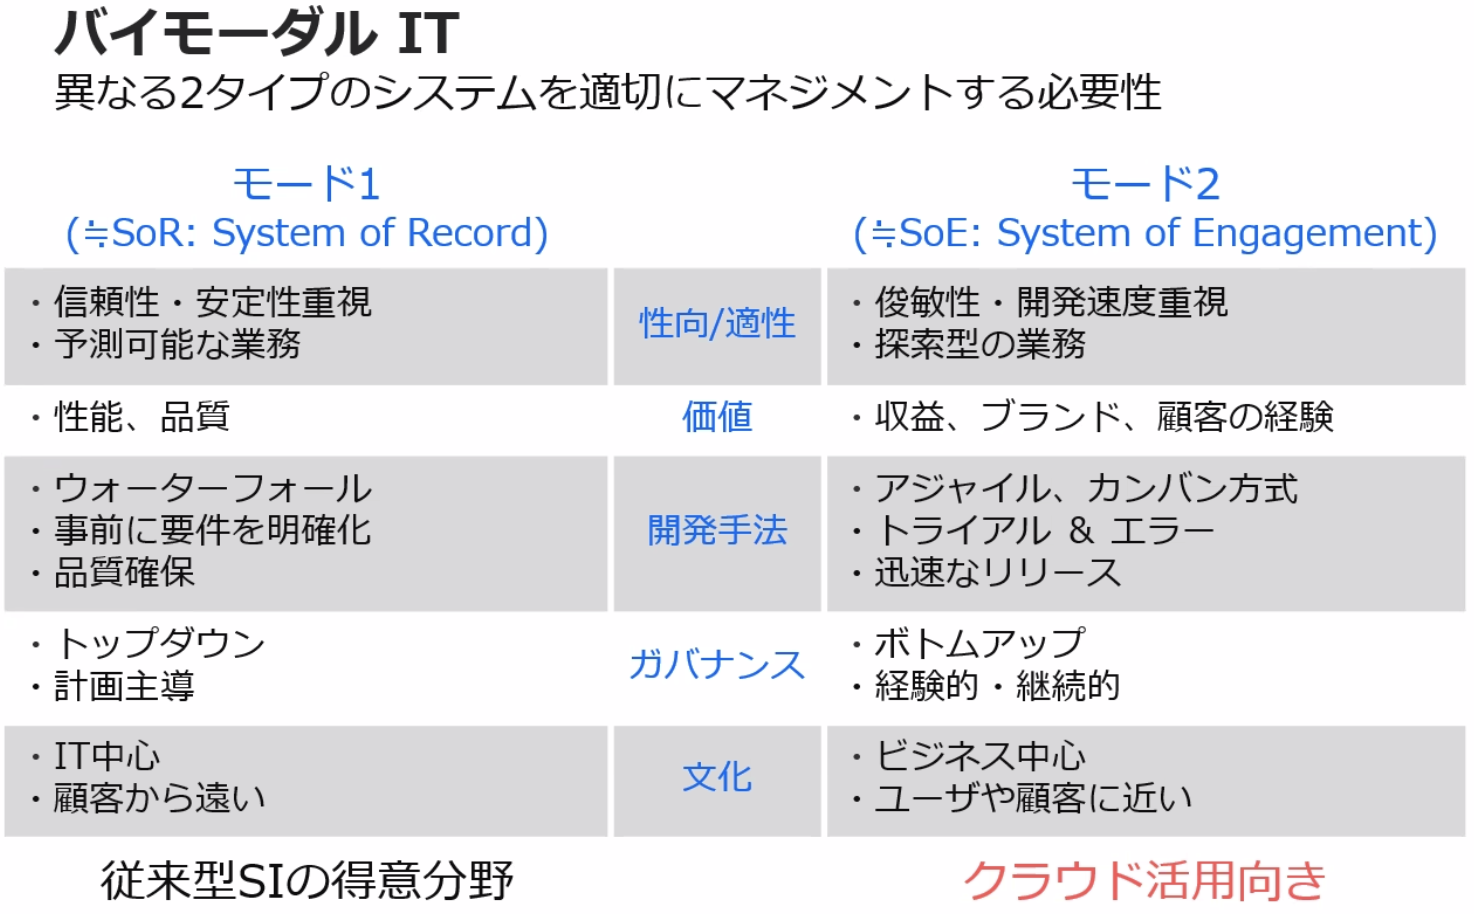 バイモーダル IT
異なる2タイプのシステムを適切にマネジメントする必要性
モード1
(≒SoR: System of Record)
モード2
(≒SoE: System of Engagement)
・信頼性・安定性重視
・予測可能な業務
性向/適性
・俊敏性・開発速度重視
・探索型の業務
・性能、品質
価値
・収益、ブランド、顧客の経験
・ウォーターフォール
・事前に要件を明確化
・品質確保
開発手法
・アジャイル、カンバン方式
・トライアル ＆ エラー
・迅速なリリース
・トップダウン
・計画主導
ガバナンス
・ボトムアップ
・経験的・継続的
・IT中心
・顧客から遠い
文化
・ビジネス中心
・ユーザや顧客に近い
従来型SIの得意分野
クラウド活用向き